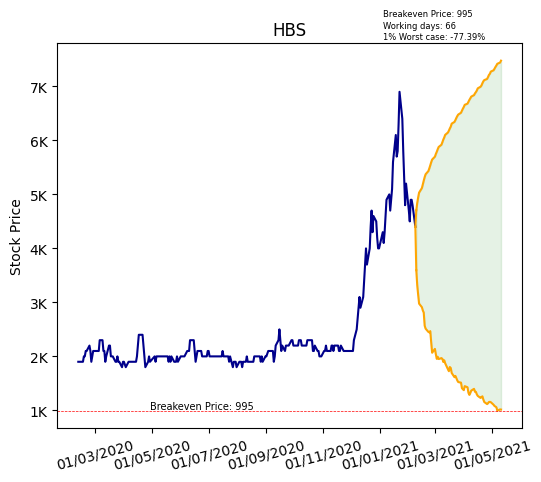 Breakeven Price: 995
Working days: 66
1% Worst case: -77.39%
HBS
Stock Price
7K
6K
5K
4K
3K
2K
1K
Breakeven Price: 995
01/03/2020
01/05/2020
01/07/2020
01/09/2020
01/11/2020
01/01/2021
01/03/2021
01/05/2021